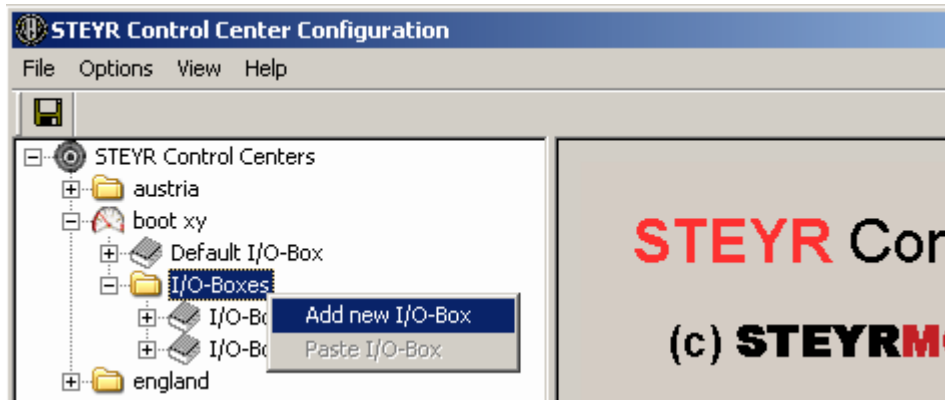 STEYR Control Center Configuration
File Options View Help
STEYR Control Centers
austria
boot xy
Default I/O-Box
I/O-Boxes
Add new I/O-Box
Paste I/O-Box
england
STEYR
(c) STEYR